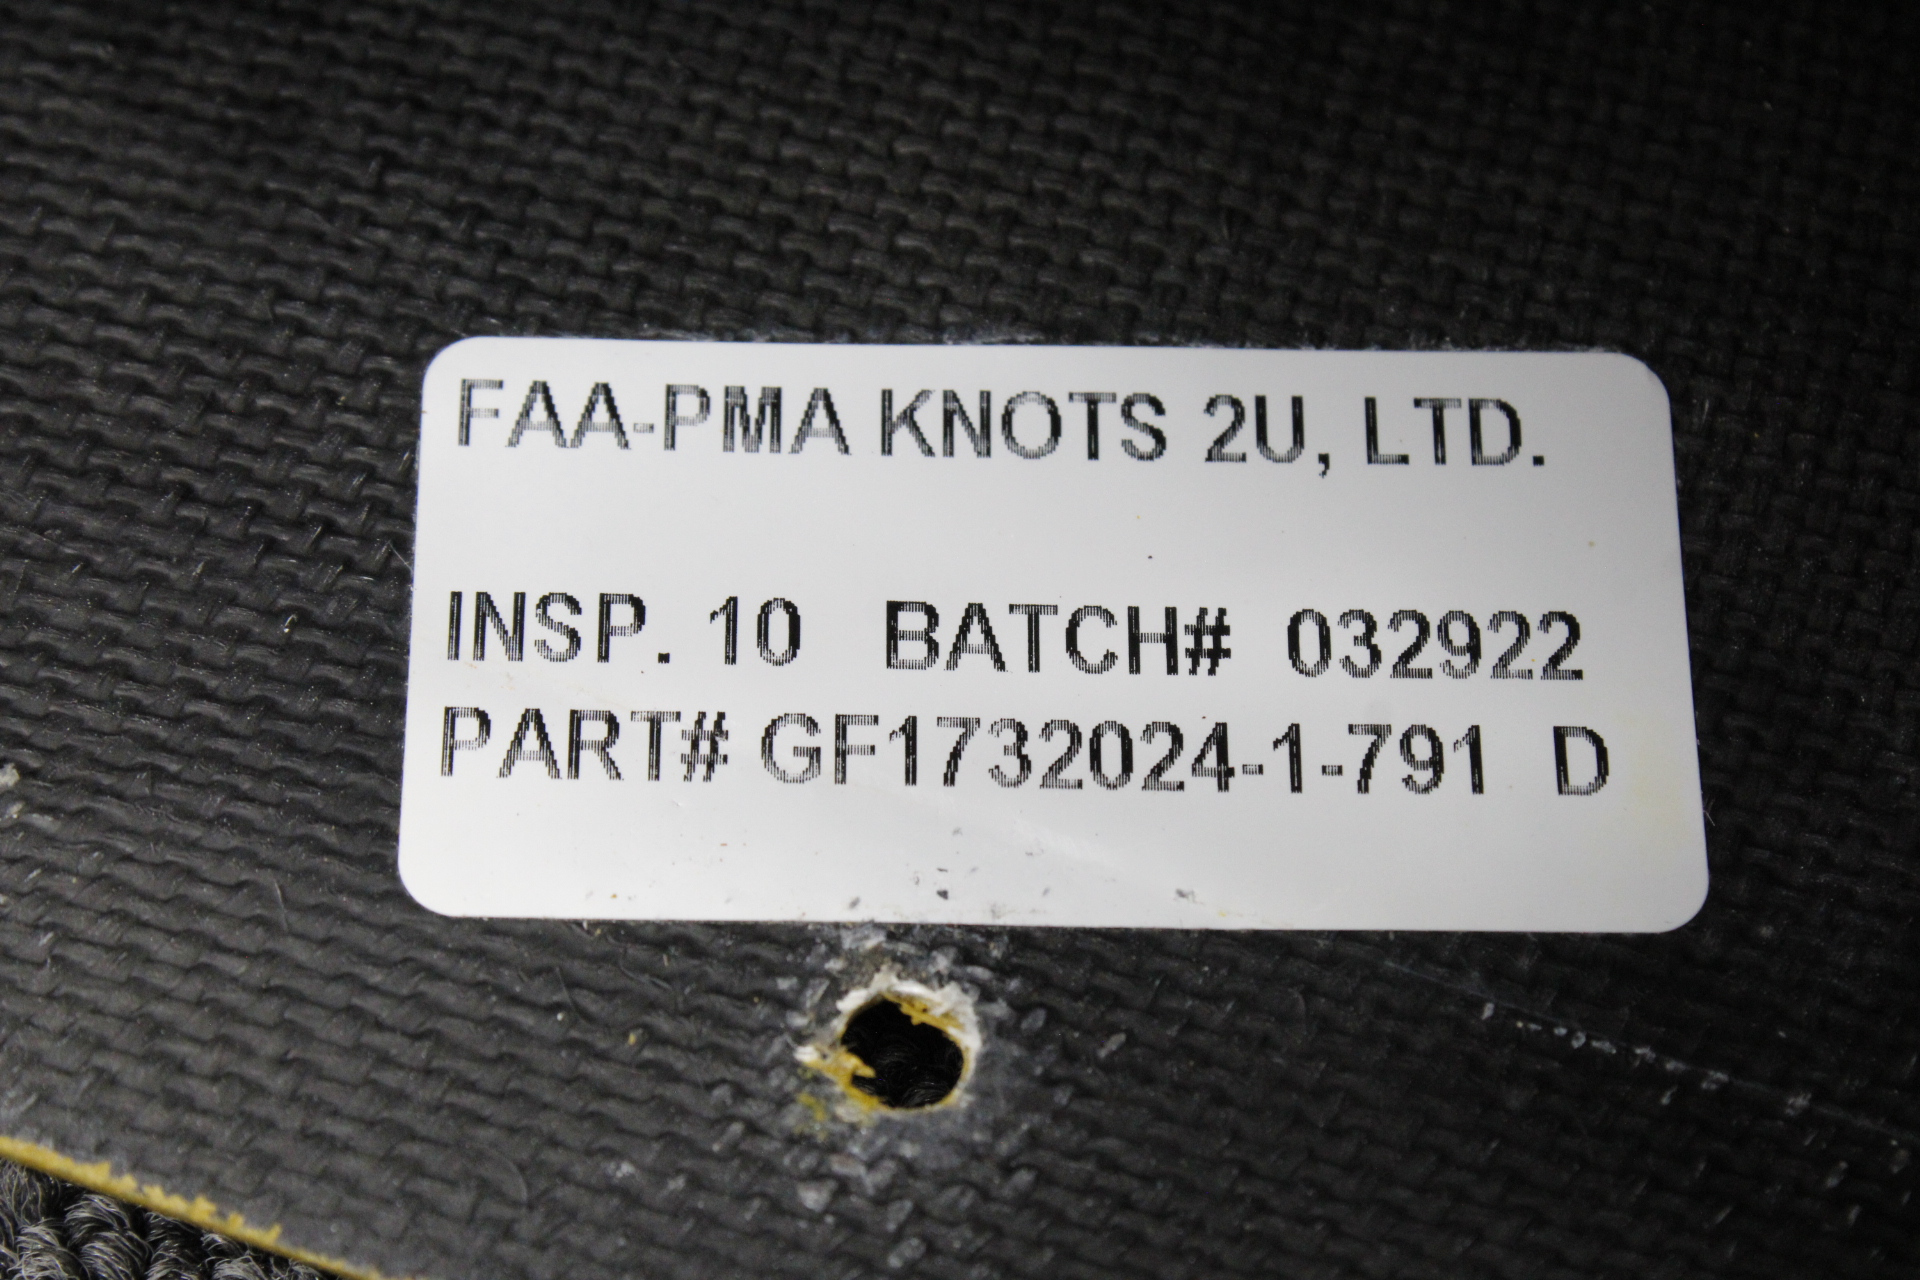 FAA-PMA KNOTS 2U, LTD.
INSP. 10 BATCH# 032922
PART# GF1732024-1-791 D